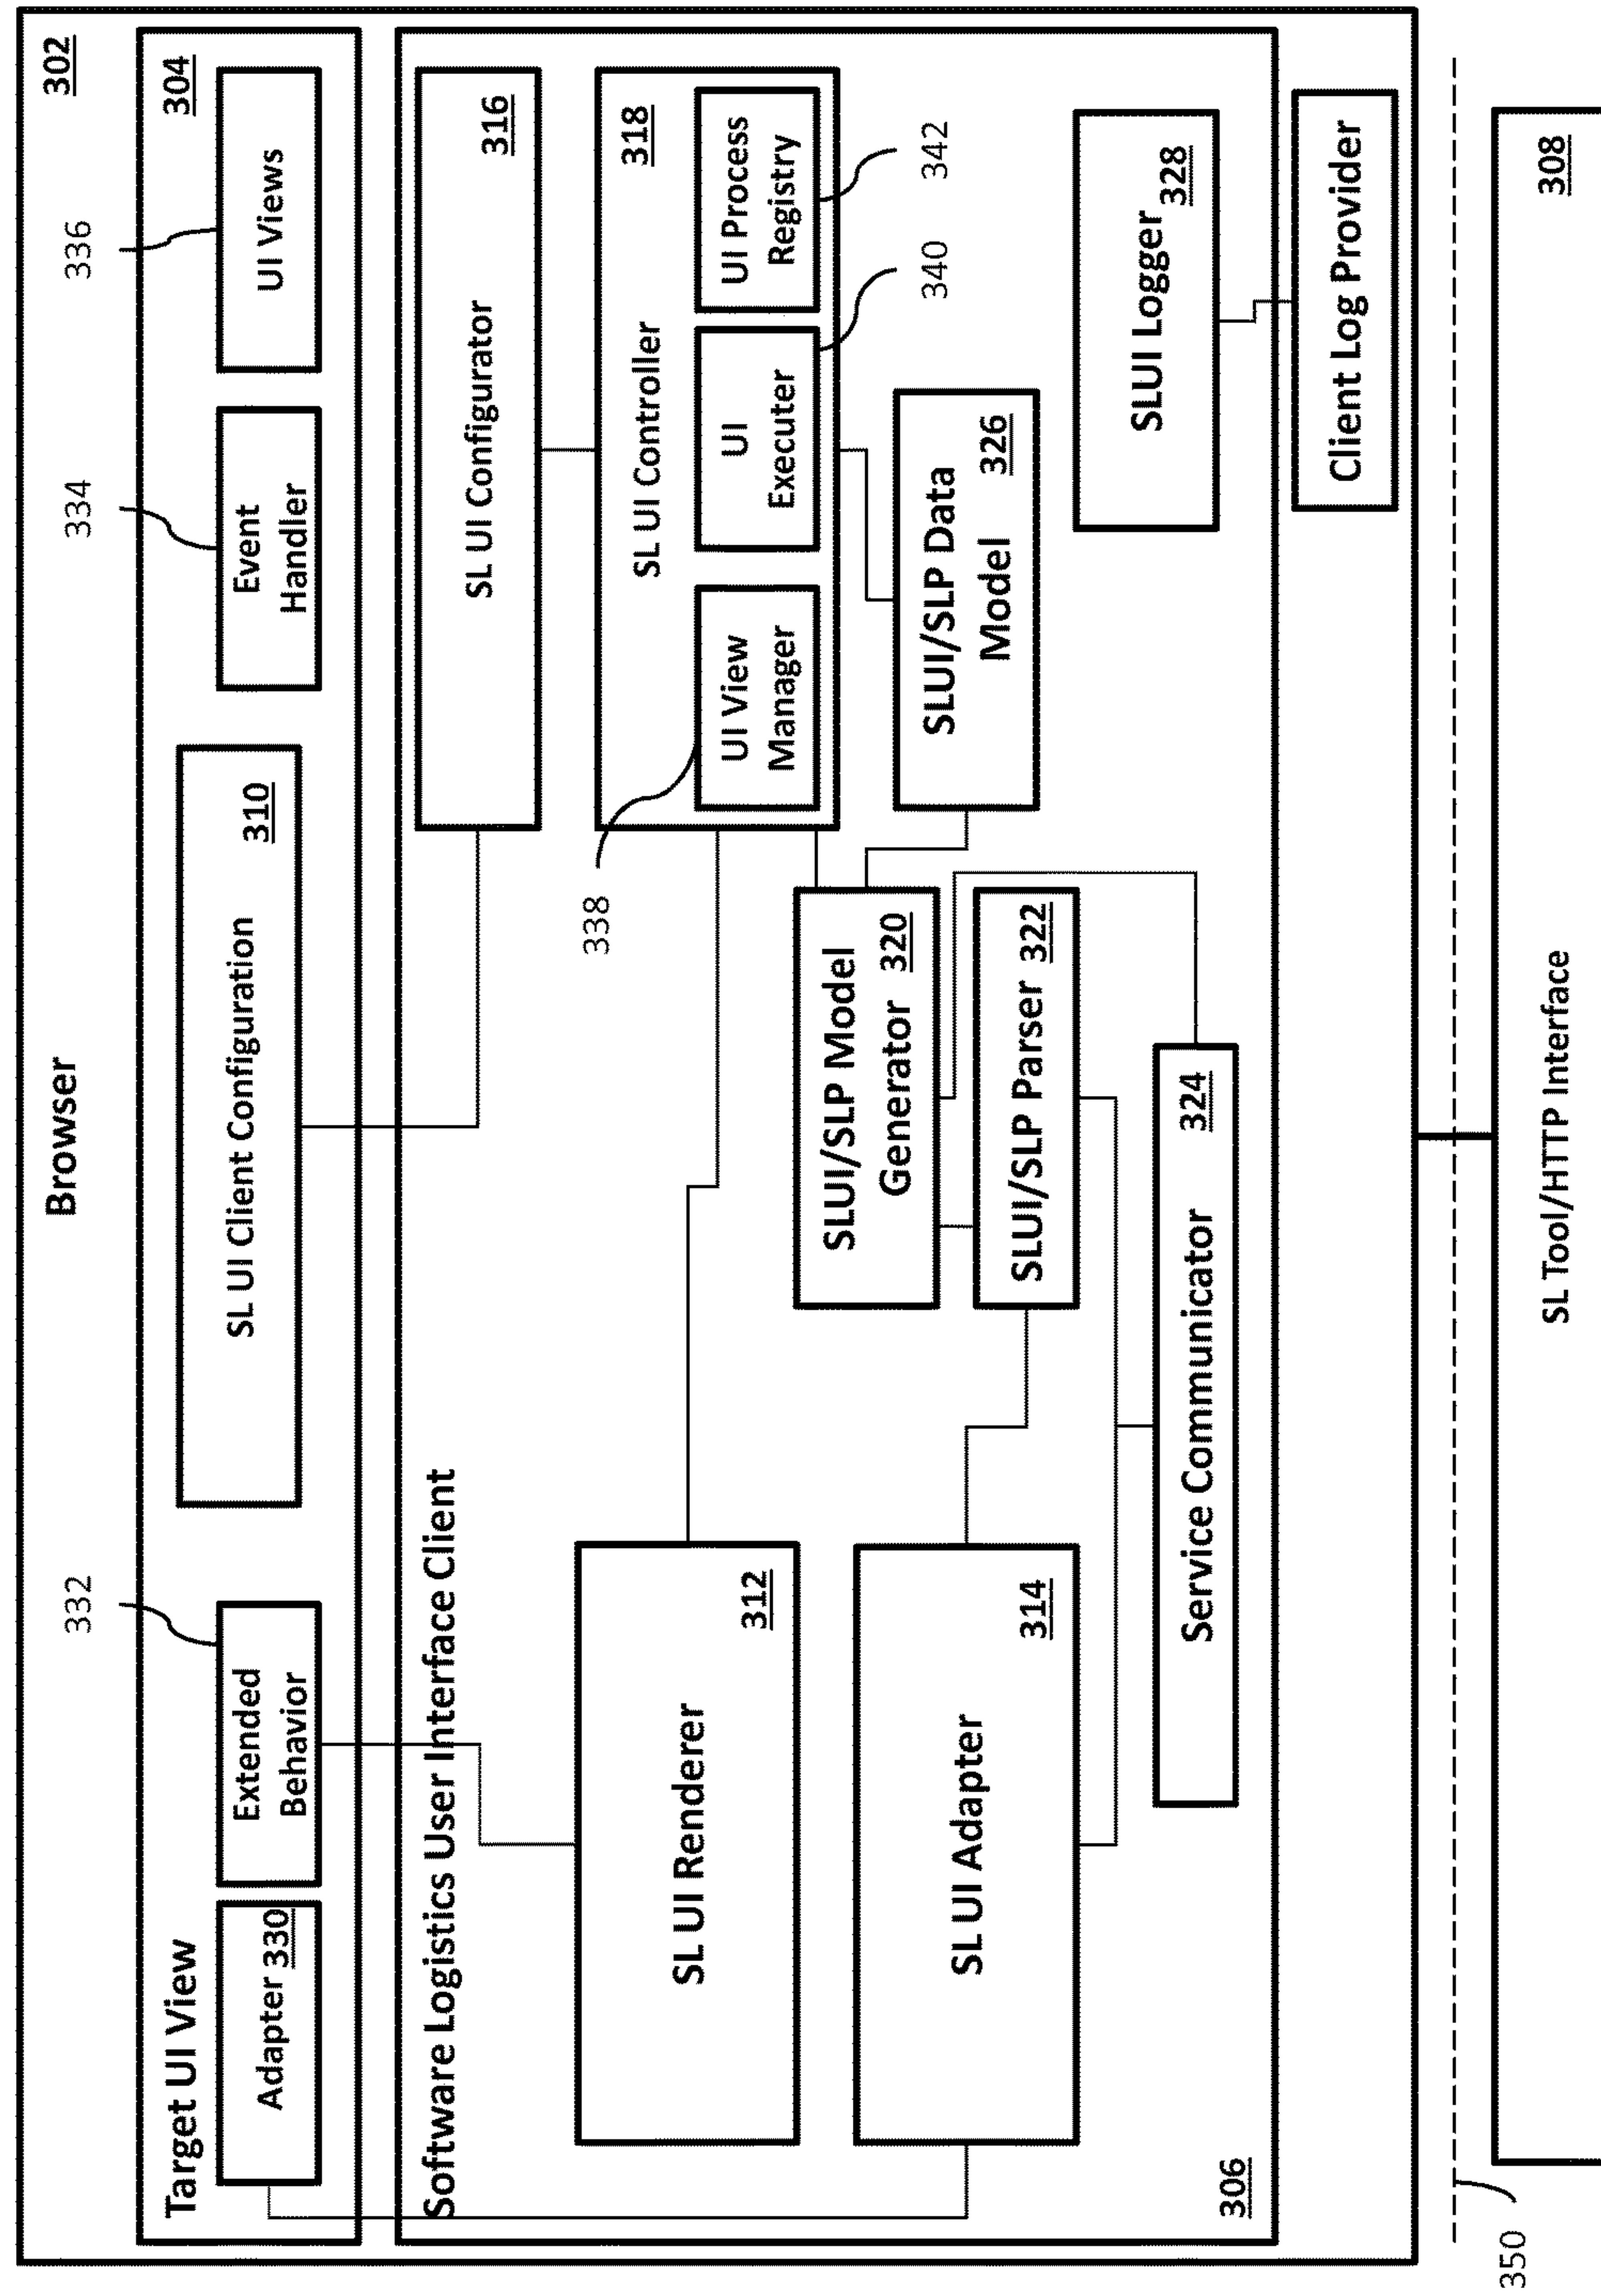 Browser
302
Target UI View
304
Adapter 330
332
Extended
Behavior
SL UI Client Configuration
310
334
Event
Handler
336
UI Views
Software Logistics User Interface Client
306
SL UI Configurator
316
SL UI Controller
318
338
UI View
Manager
UI
Executer
340
UI Process
Registry
342
SL UI Renderer
312
SL UI Adapter
314
SLUI/SLP Model
Generator 320
SLUI/SLP Parser 322
SLUI/SLP Data
Model 326
Service Communicator 324
SLUI Logger
328
Client Log Provider
350
SL Tool/HTTP Interface
308